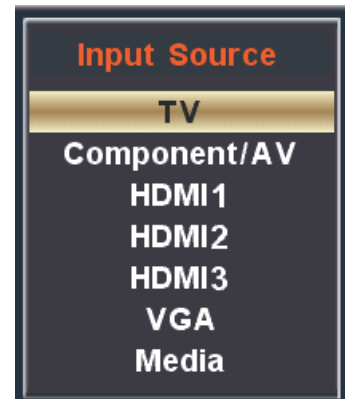 Input Source
TV
Component/AV
HDMI1
HDMI2
HDMI3
VGA
Media